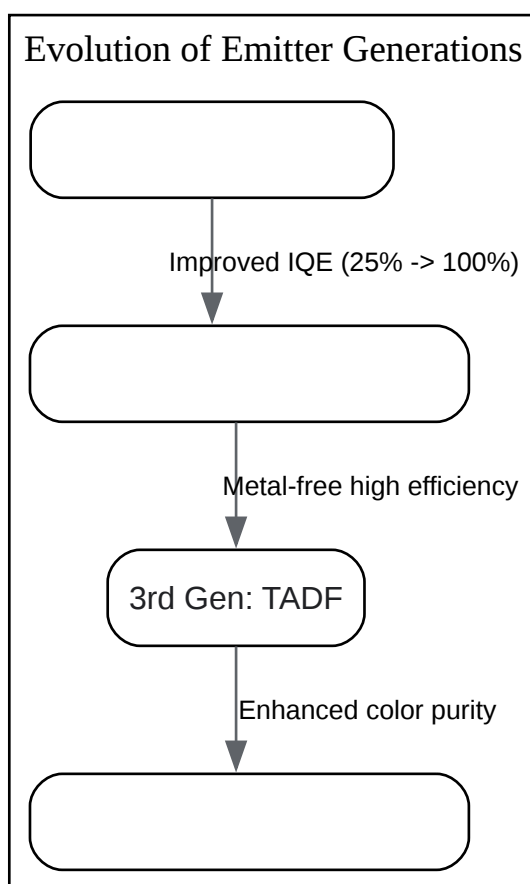 Evolution of Emitter Generations
Improved IQE (25% -> 100%)
Metal-free high efficiency
3rd Gen: TADF
Enhanced color purity